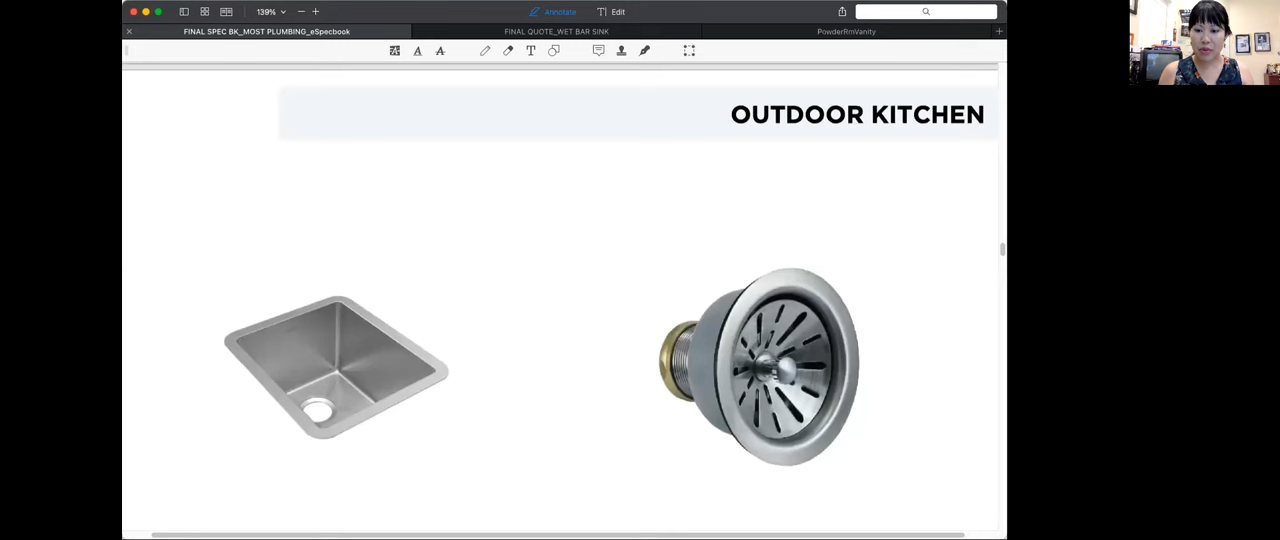 139%
Annotate
Edit
FINAL SPEC BK_MOST PLUMBING_eSpecbook
FINAL QUOTE_WET BAR SINK
PowderRmVanity
OUTDOOR KITCHEN